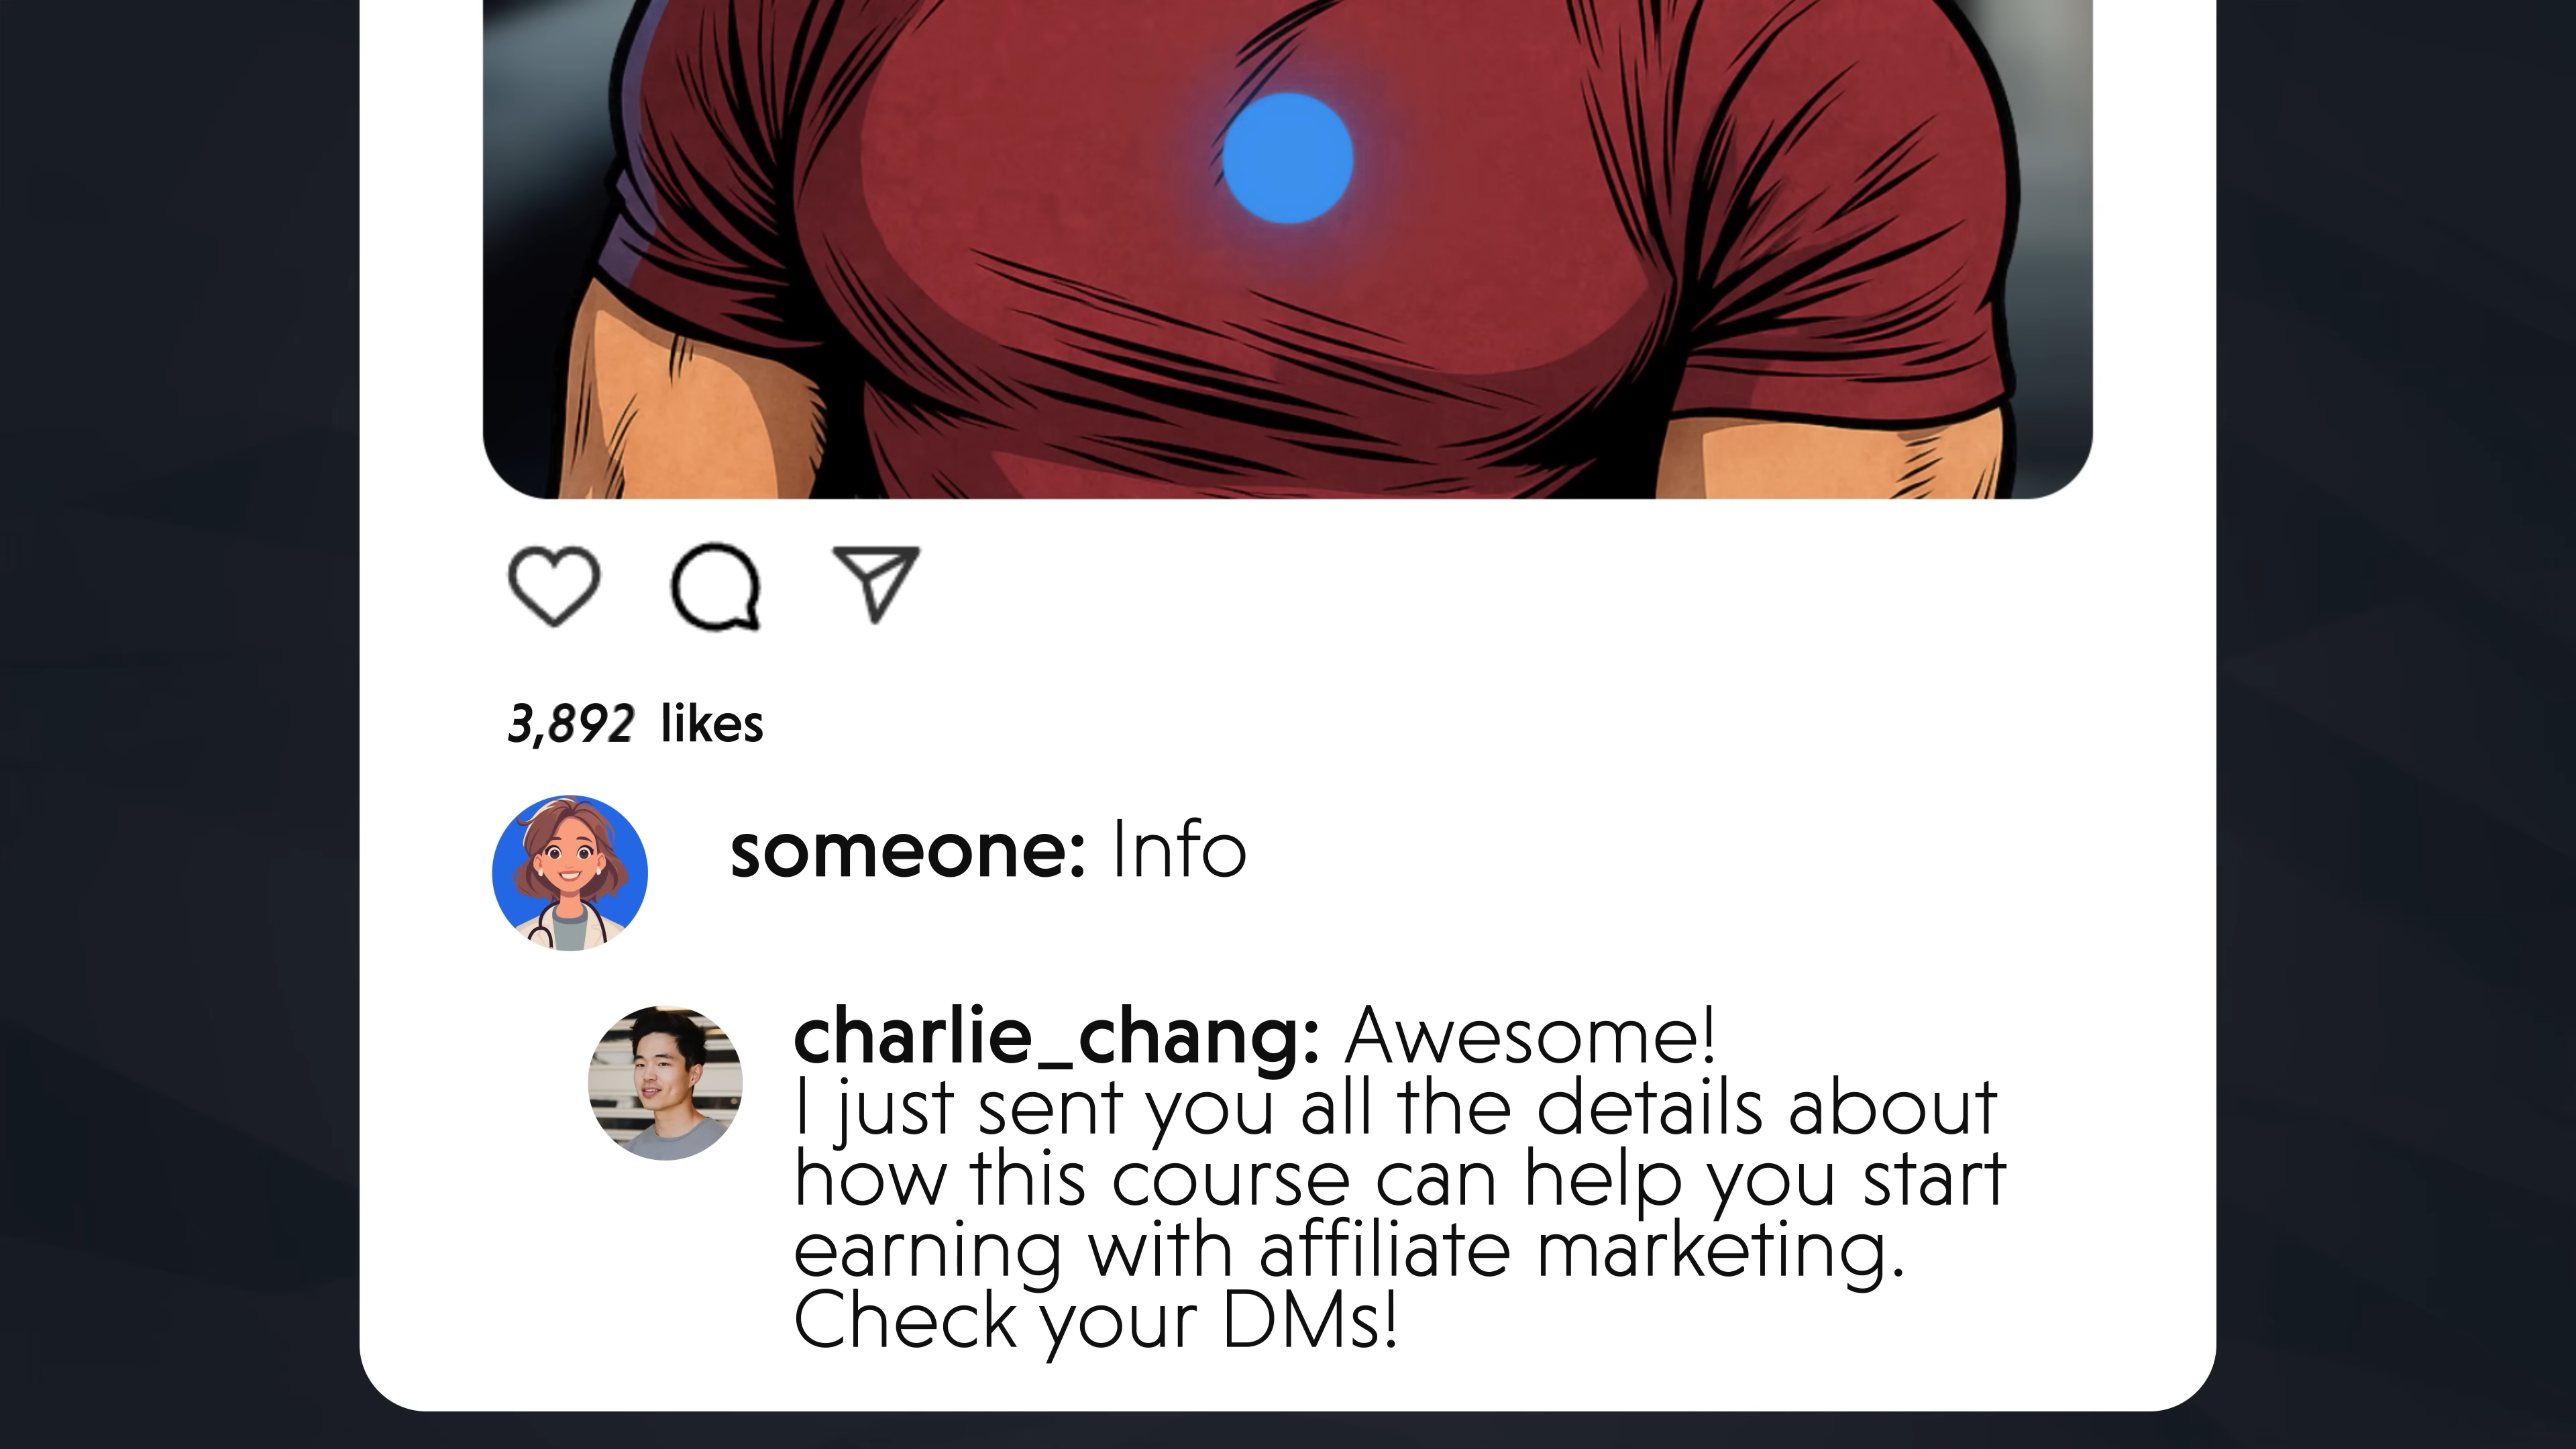 3,892 likes
someone: Info
charlie_chang: Awesome!
I just sent you all the details about
how this course can help you start
earning with affiliate marketing.
Check your DMs!